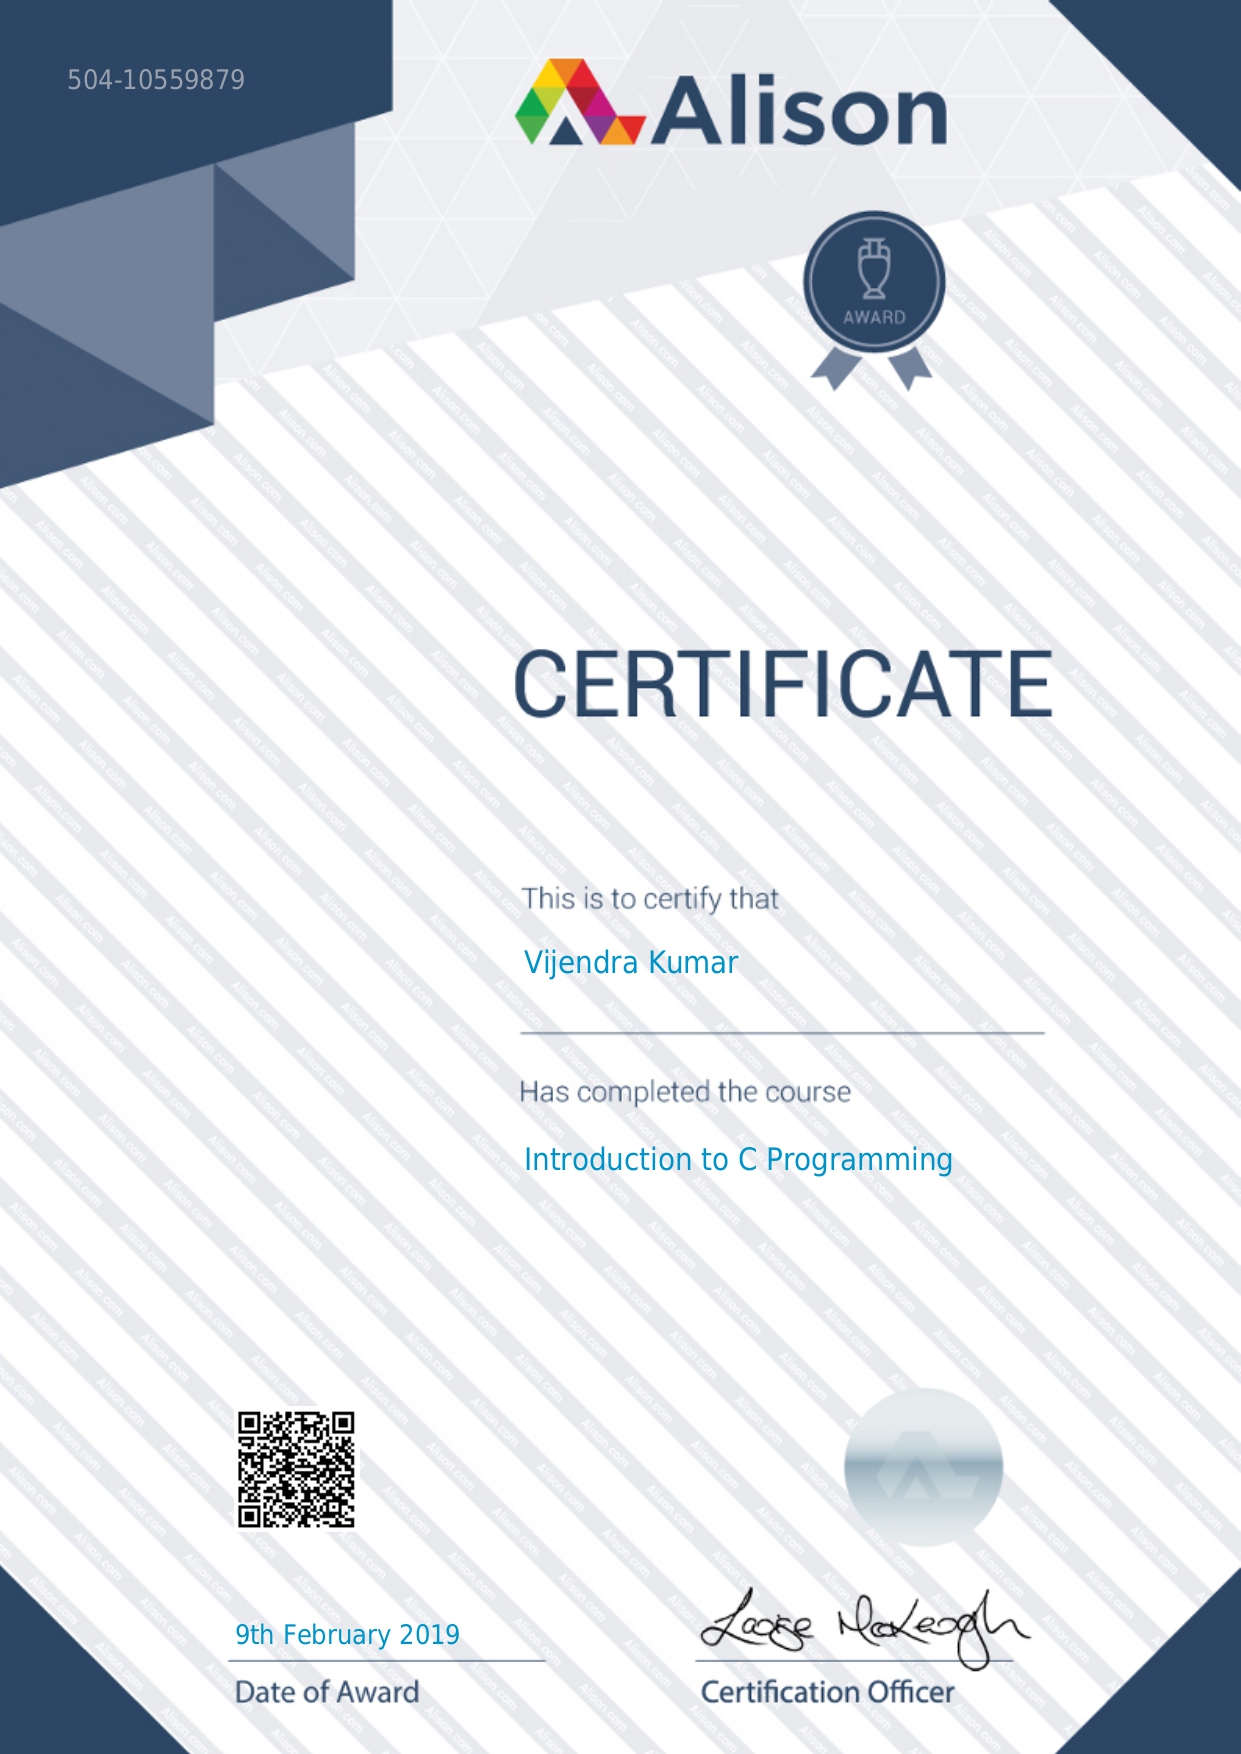 504-10559879
Alison
AWARD
CERTIFICATE
This is to certify that
Vijendra Kumar
Has completed the course
Introduction to C Programming
9th February 2019
Date of Award
Certification Officer